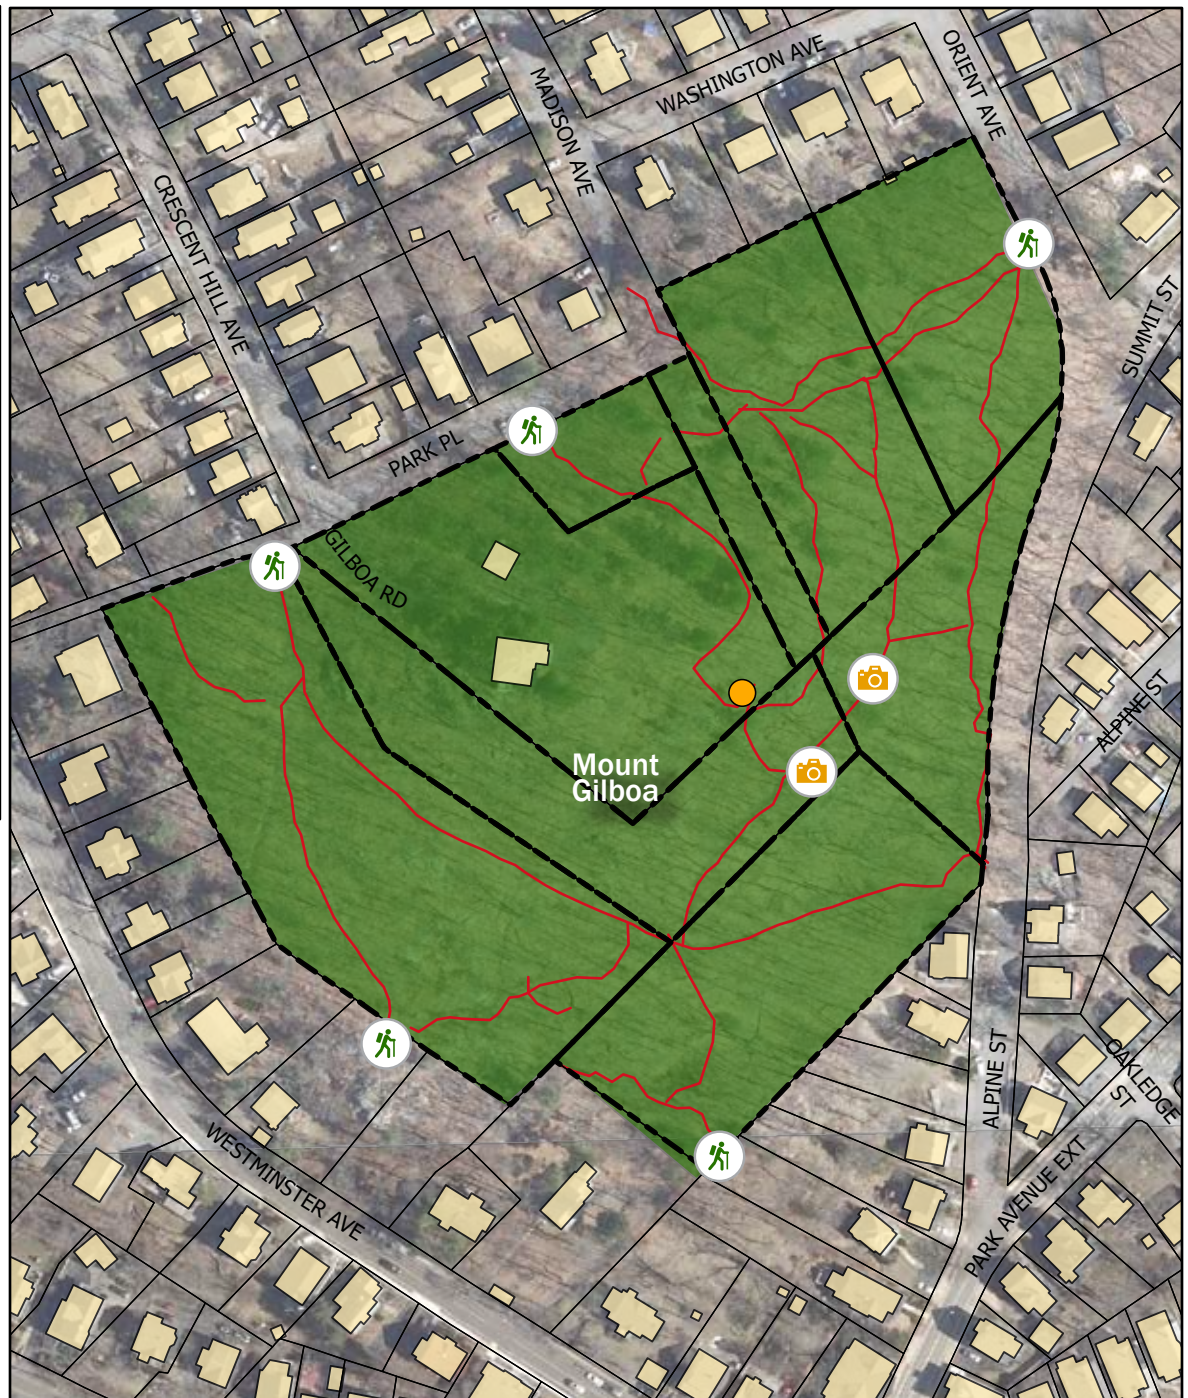 WASHINGTON AVE
ORIENT AVE
MADISON AVE
CRESCENT HILL AVE
SUMMIT ST
PARK PL
GILBOA RD
ALPINE ST
Mount
Gilboa
ALPINE ST
OAKLEDGE
ST
WESTMINSTER AVE
PARK AVENUE EXT